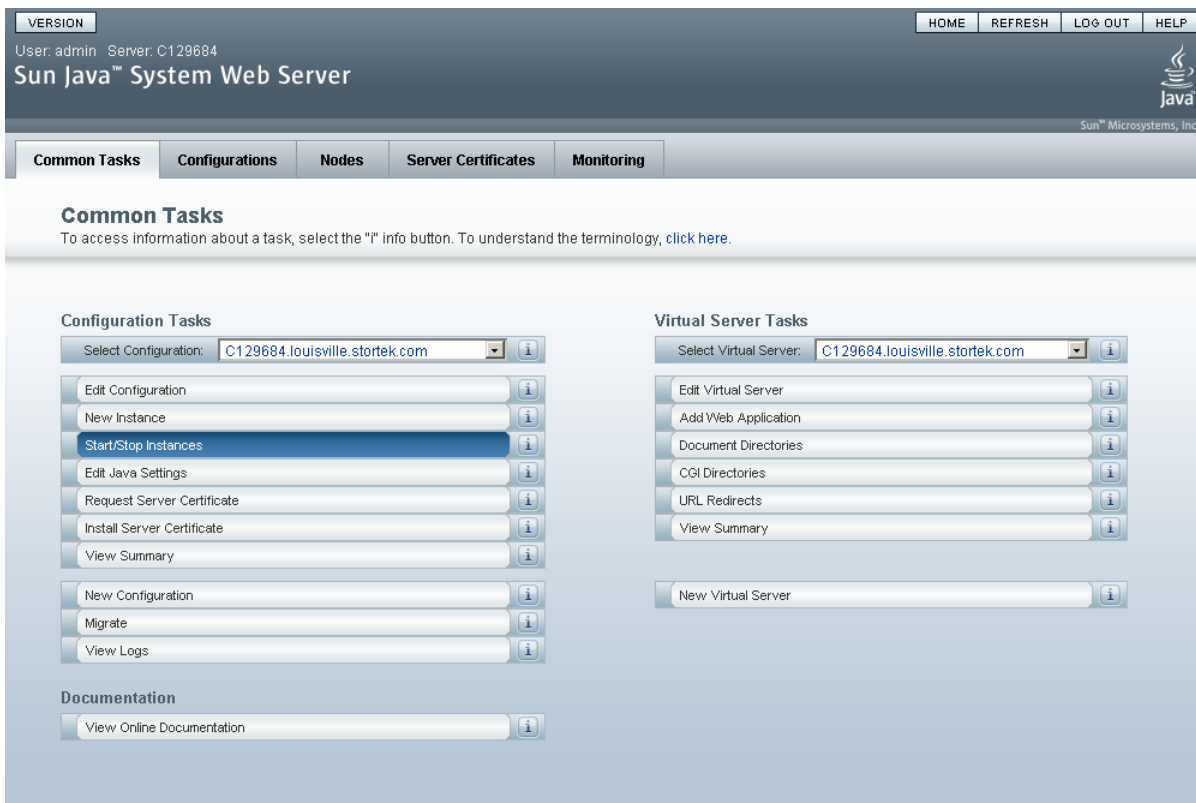 VERSION
HOME REFRESH LOG OUT HELP
User: admin Server: C129684
Sun Java™ System Web Server
Java
Sun™ Microsystems, Inc
Common Tasks Configurations Nodes Server Certificates Monitoring
Common Tasks
To access information about a task, select the "i" info button. To understand the terminology, click here.
Configuration Tasks
Select Configuration: C129684.louisville.stortek.com i
Edit Configuration i
New Instance i
Start/Stop Instances i
Edit Java Settings i
Request Server Certificate i
Install Server Certificate i
View Summary i
New Configuration i
Migrate i
View Logs i
Documentation
View Online Documentation i
Virtual Server Tasks
Select Virtual Server: C129684.louisville.stortek.com i
Edit Virtual Server i
Add Web Application i
Document Directories i
CGI Directories i
URL Redirects i
View Summary i
New Virtual Server i